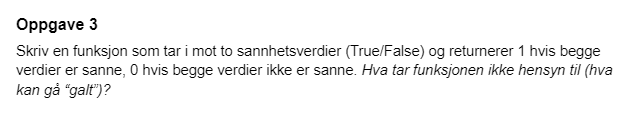 Oppgave 3
Skriv en funksjon som tar i mot to sannhetsverdier (True/False) og returnerer 1 hvis begge
verdier er sanne, 0 hvis begge verdier ikke er sanne. Hva tar funksjonen ikke hensyn til (hva
kan gå “galt”)?